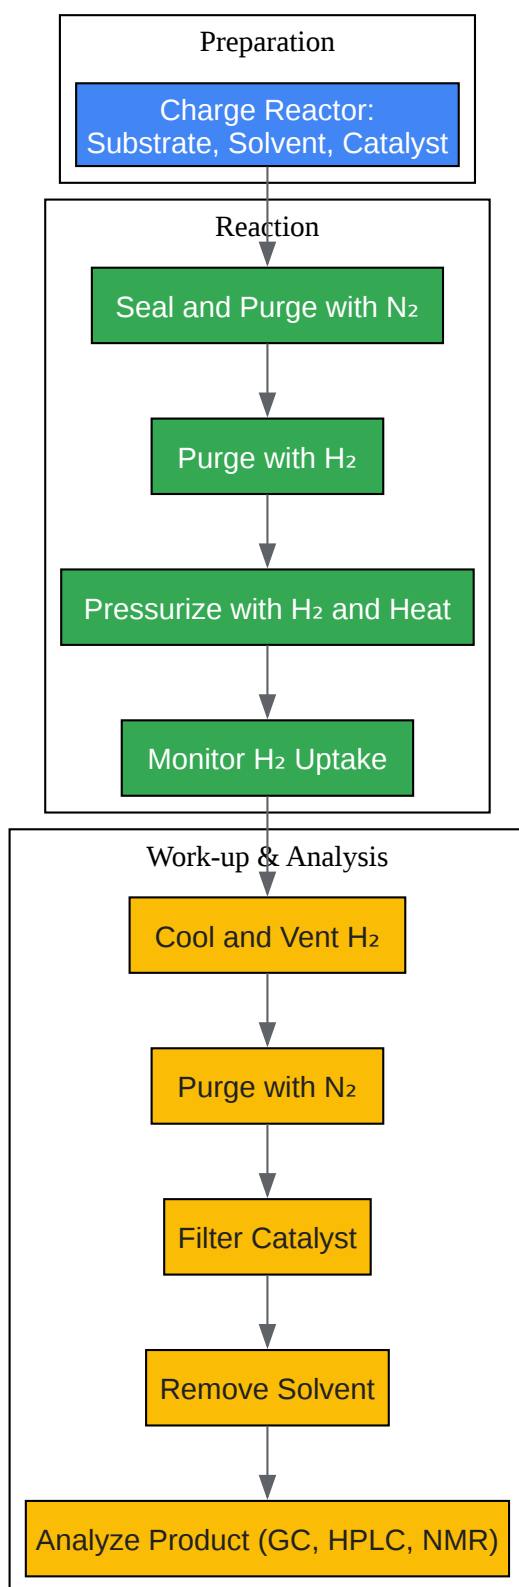 Preparation
Charge Reactor:
Substrate, Solvent, Catalyst
Reaction
Seal and Purge with N₂
Purge with H₂
Pressurize with H₂ and Heat
Monitor H₂ Uptake
Work-up & Analysis
Cool and Vent H₂
Purge with N₂
Filter Catalyst
Remove Solvent
Analyze Product (GC, HPLC, NMR)